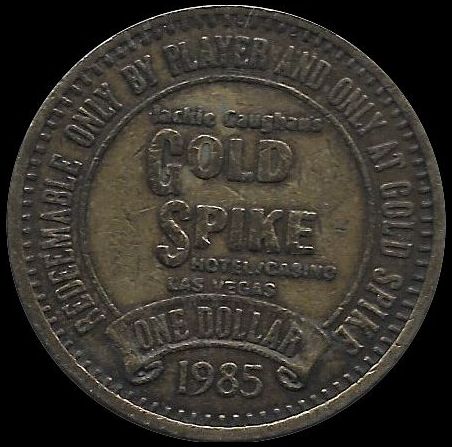 REDEEMABLE ONLY BY PLAYER AND ONLY AT GOLD SPIKE
Jackie Gaughan's
GOLD
SPIKE
HOTEL & CASINO
LAS VEGAS
ONE DOLLAR
1985